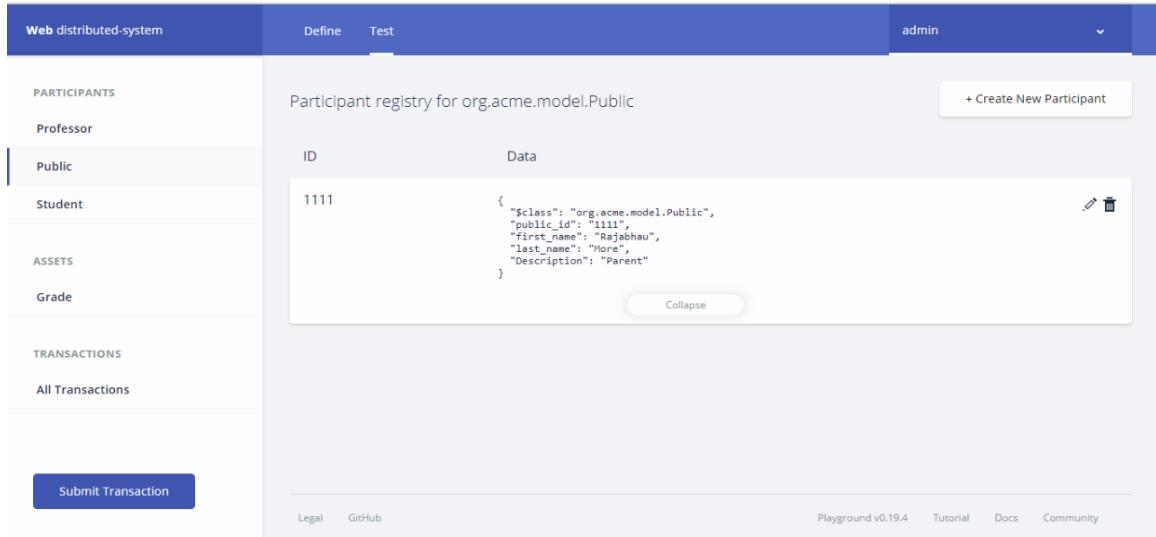 Web distributed-system
Define Test
admin
PARTICIPANTS
Professor
Public
Student
ASSETS
Grade
TRANSACTIONS
All Transactions
Submit Transaction
Participant registry for org.acme.model.Public
+ Create New Participant
ID Data
1111
{
"$class": "org.acme.model.Public",
"public_id": "1111",
"first_name": "Rajabhau",
"last_name": "More",
"Description": "Parent"
}
Collapse
Legal GitHub
Playground v0.19.4 Tutorial Docs Community